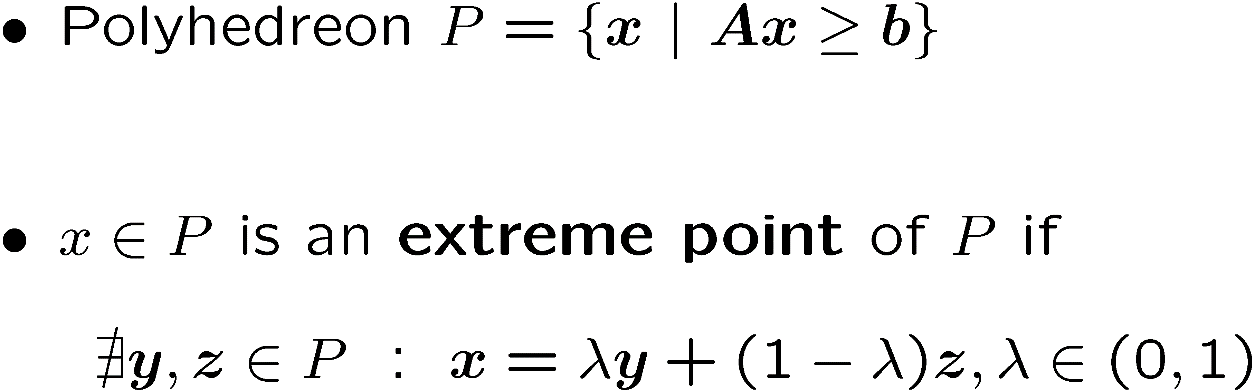 • Polyhedreon P = {x | Ax ≥ b}
• x ∈ P is an extreme point of P if
∄y, z ∈ P : x = λy + (1 − λ)z, λ ∈ (0, 1)